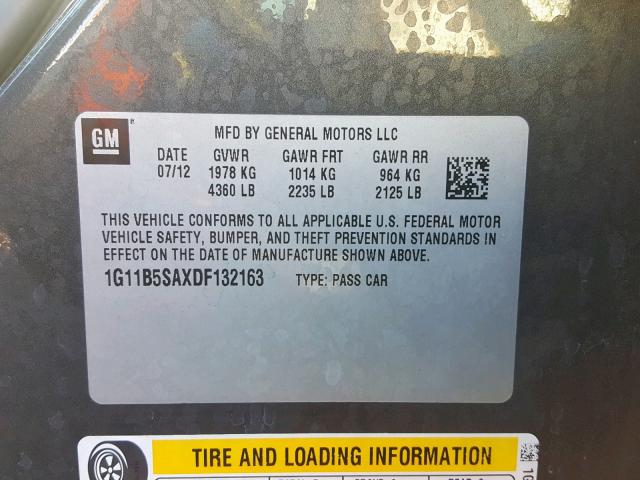 GM
MFD BY GENERAL MOTORS LLC
DATE GVWR GAWR FRT GAWR RR
07/12 1978 KG 1014 KG 964 KG
4360 LB 2235 LB 2125 LB
THIS VEHICLE CONFORMS TO ALL APPLICABLE U.S. FEDERAL MOTOR
VEHICLE SAFETY, BUMPER, AND THEFT PREVENTION STANDARDS IN
EFFECT ON THE DATE OF MANUFACTURE SHOWN ABOVE.
1G11B5SAXDF132163 TYPE: PASS CAR
TIRE AND LOADING INFORMATION